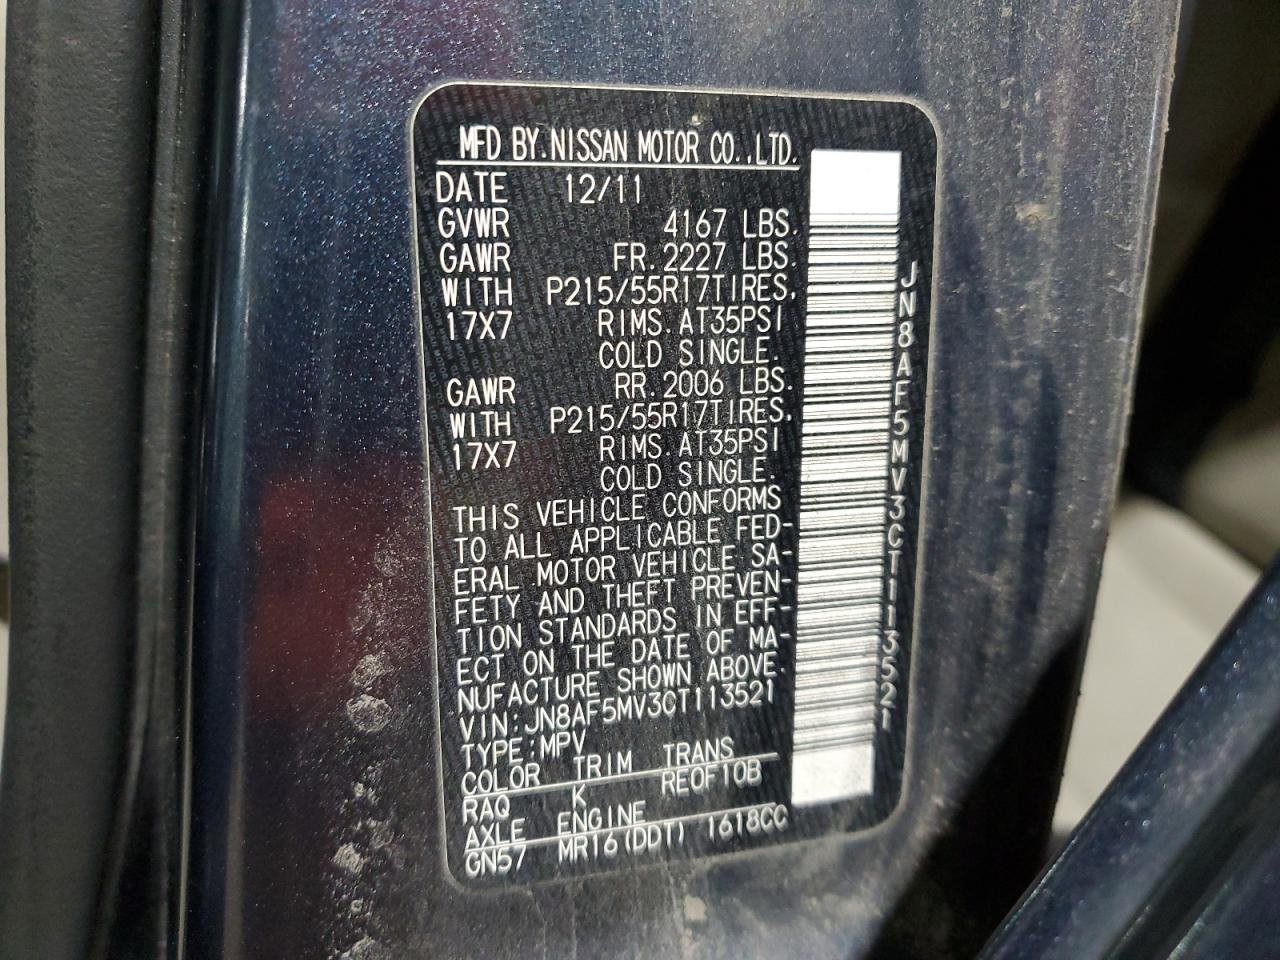 MFD BY.NISSAN MOTOR CO.,LTD.
DATE 12/11
GVWR 4167 LBS.
GAWR FR.2227 LBS.
WITH P215/55R17TIRES,
17X7 RIMS.AT35PSI
COLD SINGLE.
GAWR RR.2006 LBS.
WITH P215/55R17TIRES,
17X7 RIMS.AT35PSI
COLD SINGLE.
THIS VEHICLE CONFORMS
TO ALL APPLICABLE FED-
ERAL MOTOR VEHICLE SA-
FETY AND THEFT PREVEN-
TION STANDARDS IN EFF-
ECT ON THE DATE OF MA-
NUFACTURE SHOWN ABOVE.
VIN:JN8AF5MV3CT113521
TYPE:MPV
COLOR TRIM TRANS
RAQ K RE0F10B
AXLE ENGINE
GN57 MR16(DDT) 1618CC
JN8AF5MV3CT113521